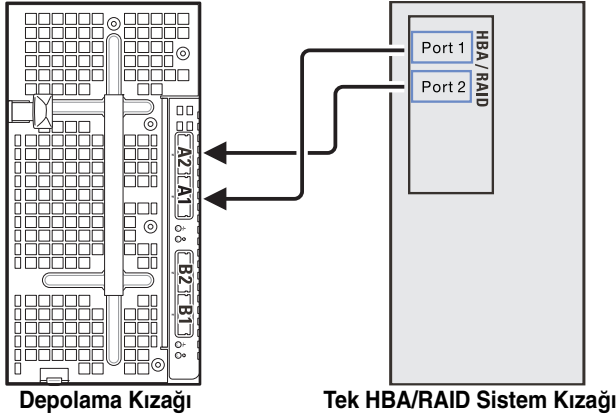 Port 1
Port 2
HBA / RAID
A2
A1
B2
B1
Depolama Kızağı
Tek HBA/RAID Sistem Kızağı